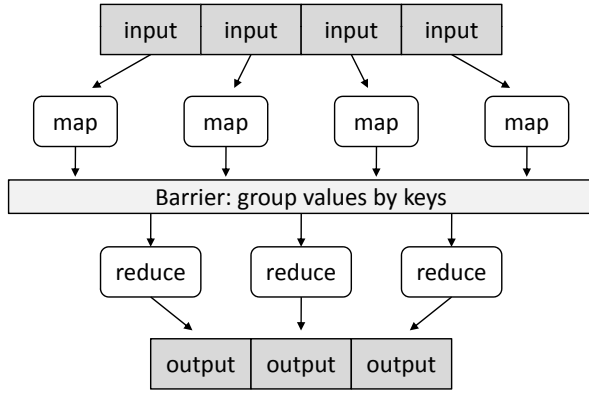 input input input input
map map map map
Barrier: group values by keys
reduce reduce reduce
output output output